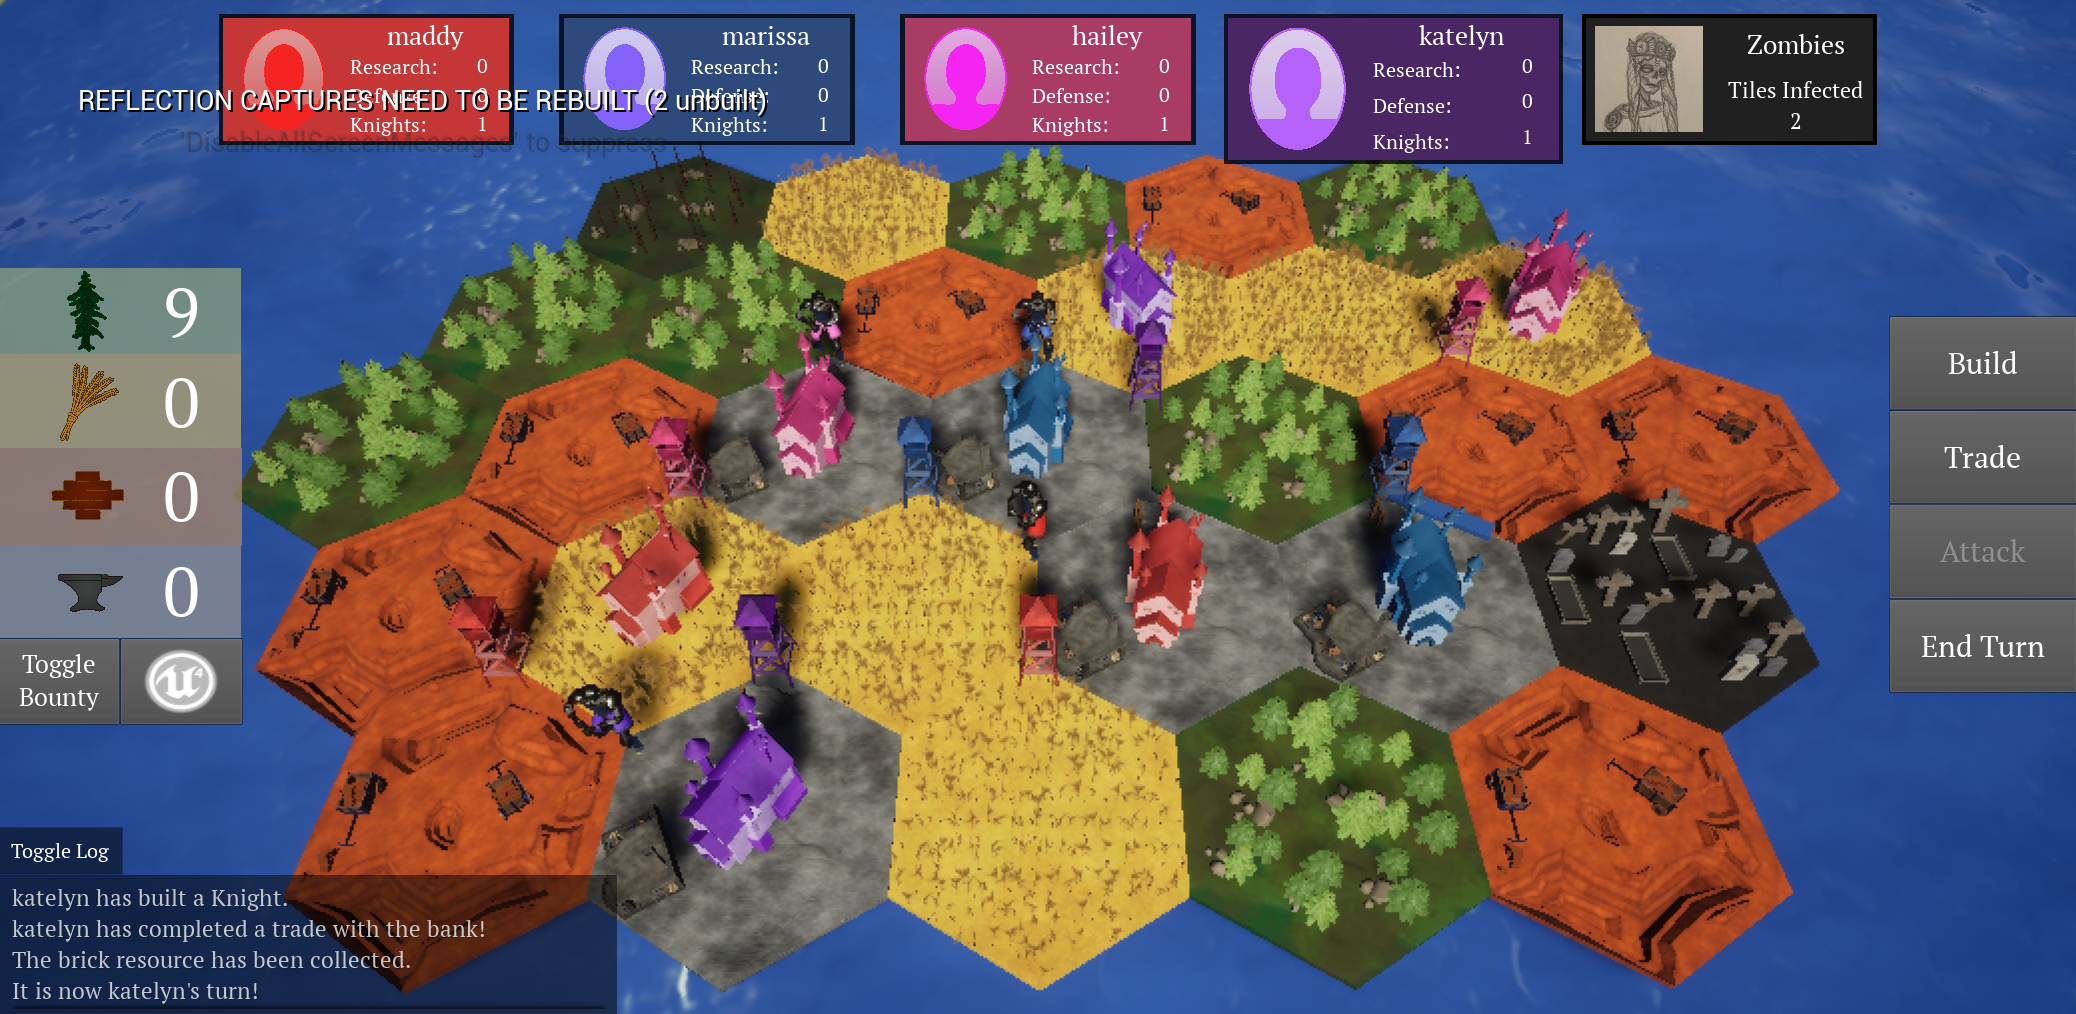 maddy
Research: 0
Defense: 0
Knights: 1
marissa
Research: 0
Defense: 0
Knights: 1
hailey
Research: 0
Defense: 0
Knights: 1
katelyn
Research: 0
Defense: 0
Knights: 1
Zombies
Tiles Infected
2
REFLECTION CAPTURES NEED TO BE REBUILT (2 unbuilt)
'DisableAllScreenMessages' to suppress
9
0
0
0
Toggle
Bounty
Build
Trade
Attack
End Turn
Toggle Log
katelyn has built a Knight.
katelyn has completed a trade with the bank!
The brick resource has been collected.
It is now katelyn's turn!